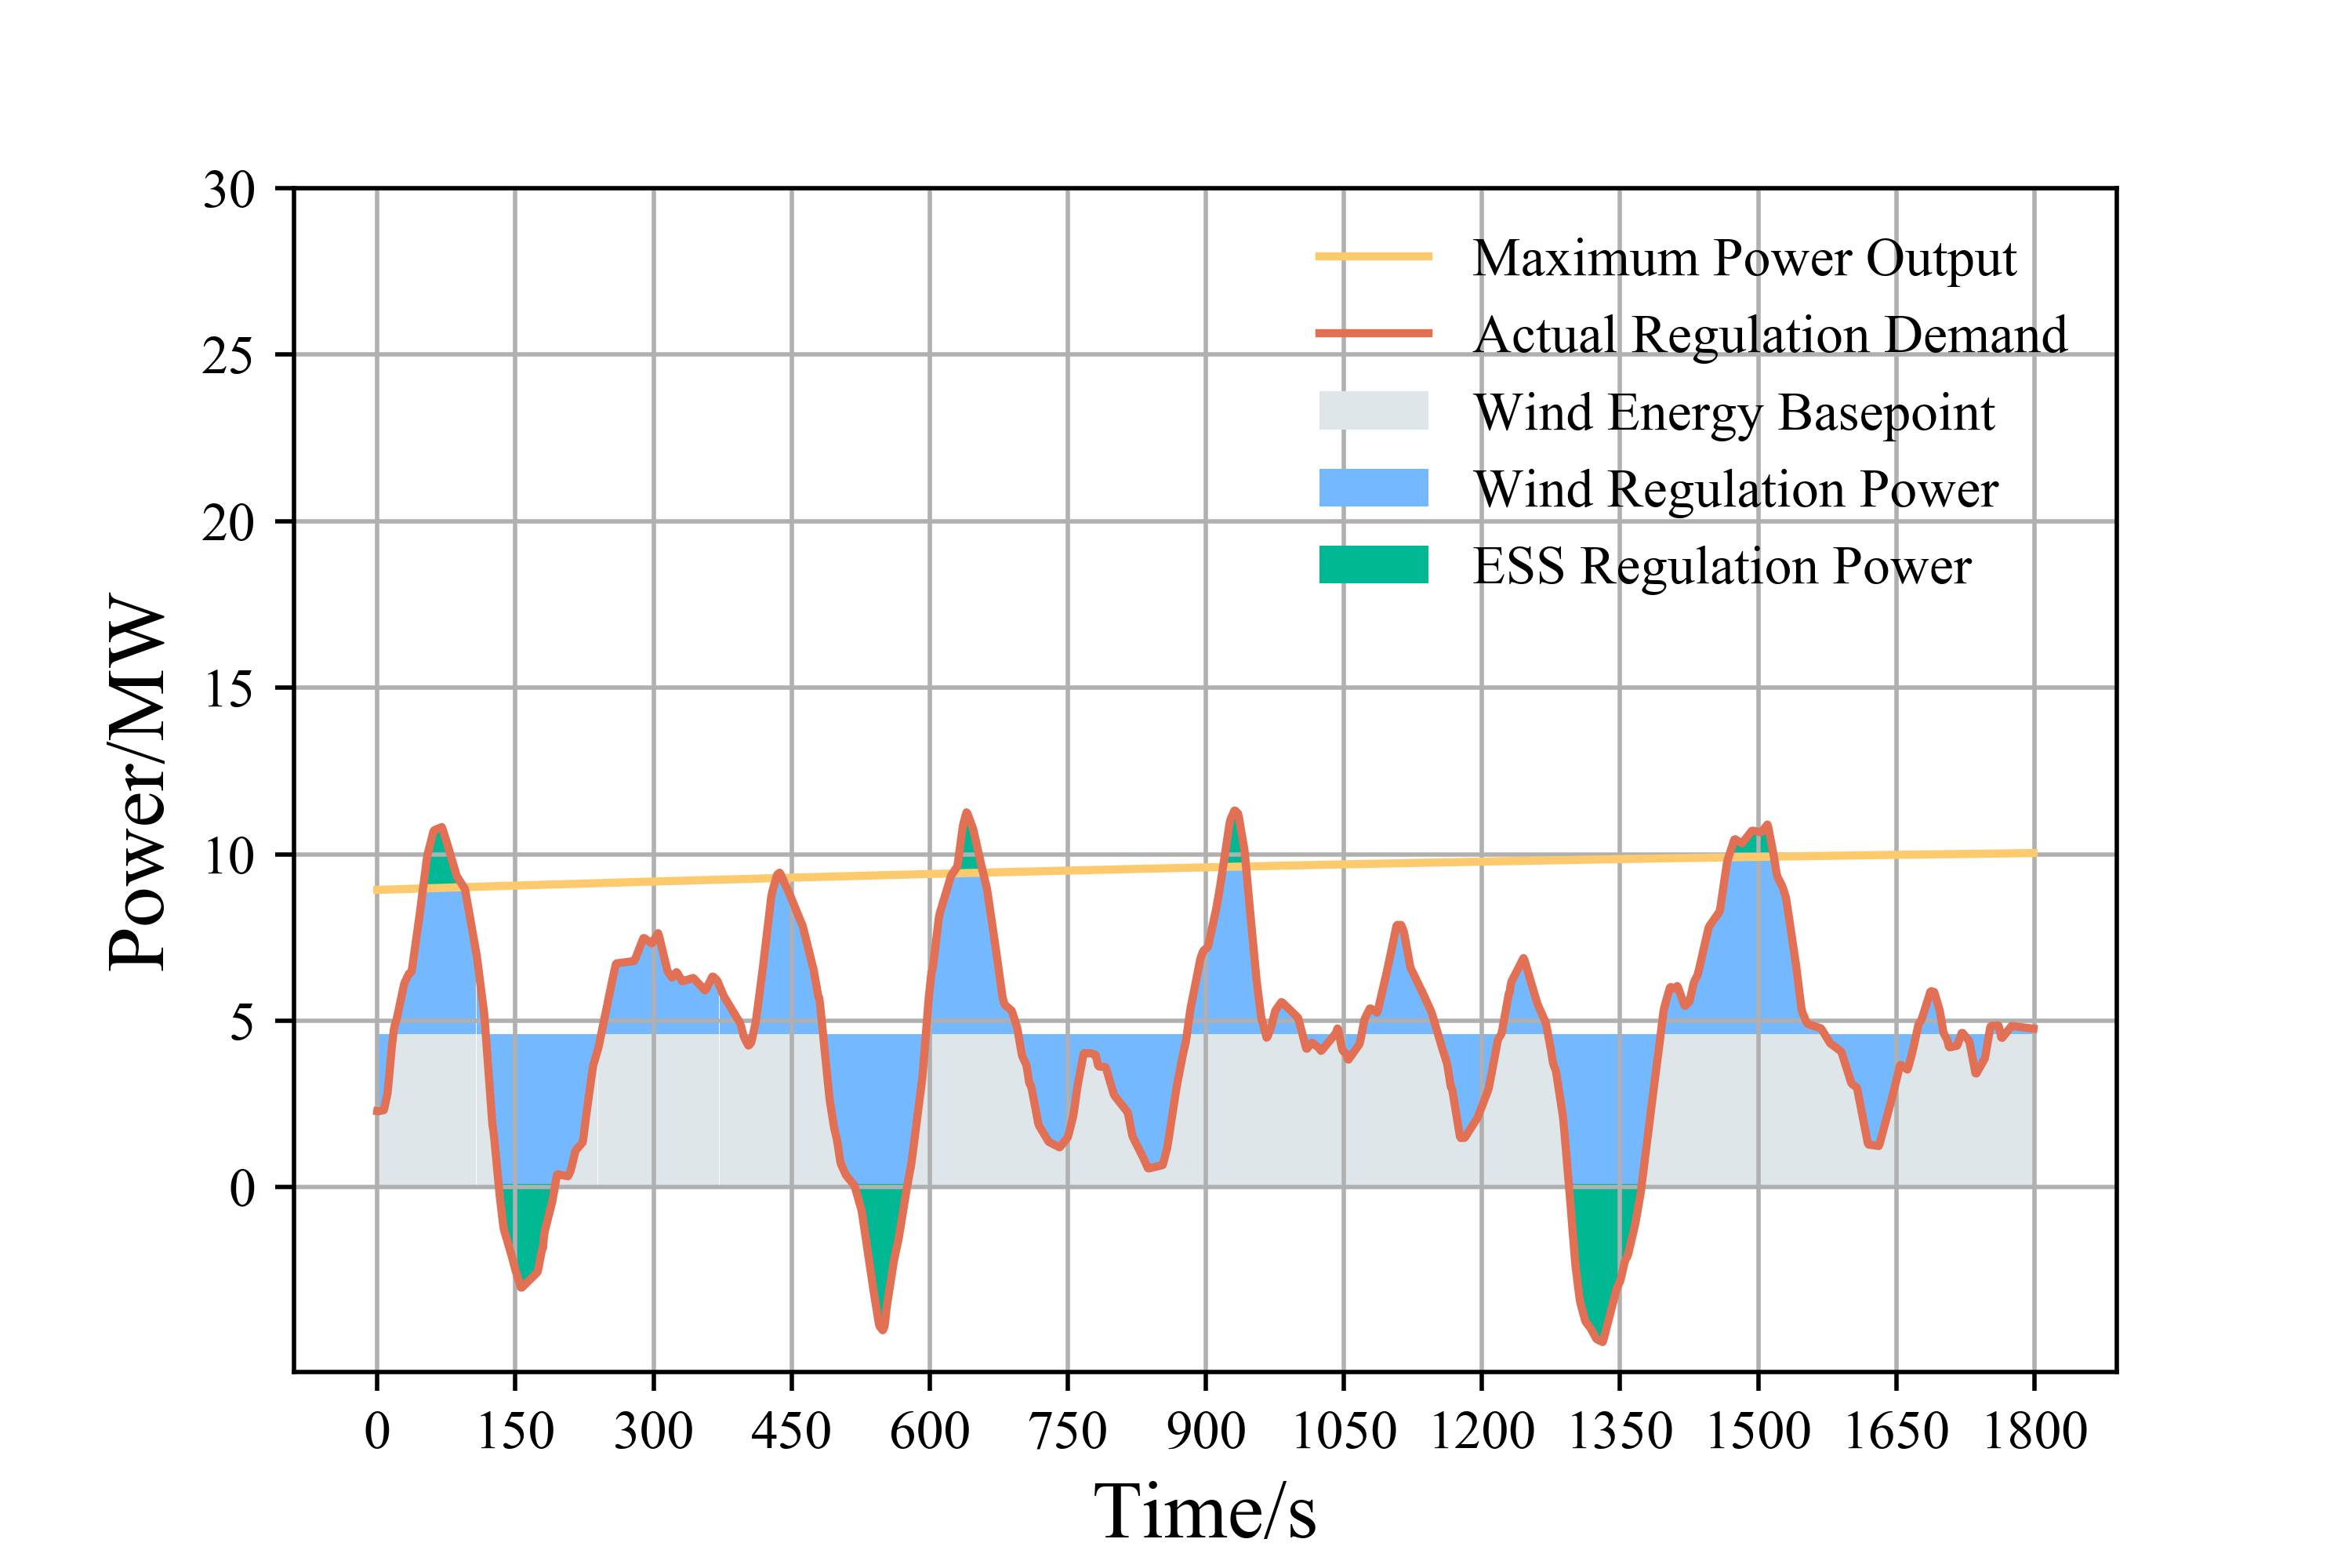 30
25
20
15
10
5
0
Power/MW
Maximum Power Output
Actual Regulation Demand
Wind Energy Basepoint
Wind Regulation Power
ESS Regulation Power
0 150 300 450 600 750 900 1050 1200 1350 1500 1650 1800
Time/s